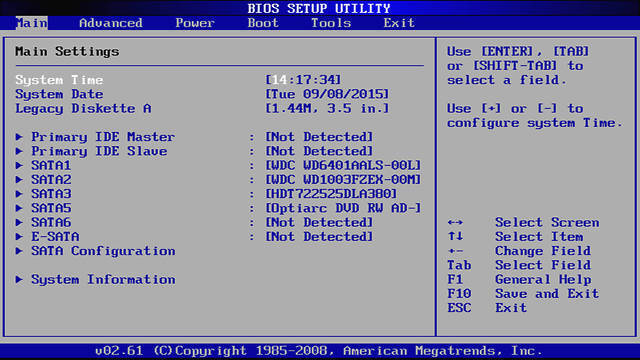 BIOS SETUP UTILITY
Main Advanced Power Boot Tools Exit
Main Settings
System Time [14:17:34]
System Date [Tue 09/08/2015]
Legacy Diskette A [1.44M, 3.5 in.]
► Primary IDE Master : [Not Detected]
► Primary IDE Slave : [Not Detected]
► SATA1 : [WDC WD6401AALS-00L]
► SATA2 : [WDC WD1003FZEX-00M]
► SATA3 : [HDT722525DLA380]
► SATA5 : [Optiarc DVD RW AD-]
► SATA6 : [Not Detected]
► E-SATA : [Not Detected]
► SATA Configuration
► System Information
Use [ENTER], [TAB]
or [SHIFT-TAB] to
select a field.
Use [+] or [-] to
configure system Time.
↔ Select Screen
↑↓ Select Item
+- Change Field
Tab Select Field
F1 General Help
F10 Save and Exit
ESC Exit
v02.61 (C)Copyright 1985-2008, American Megatrends, Inc.